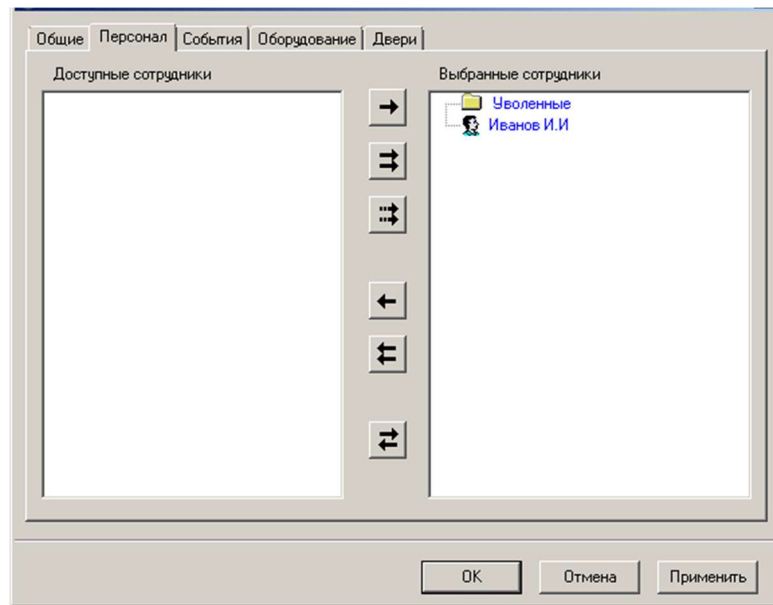 Общие Персонал События Оборудование Двери
Доступные сотрудники Выбранные сотрудники
Уволенные
Иванов И.И
OK Отмена Применить